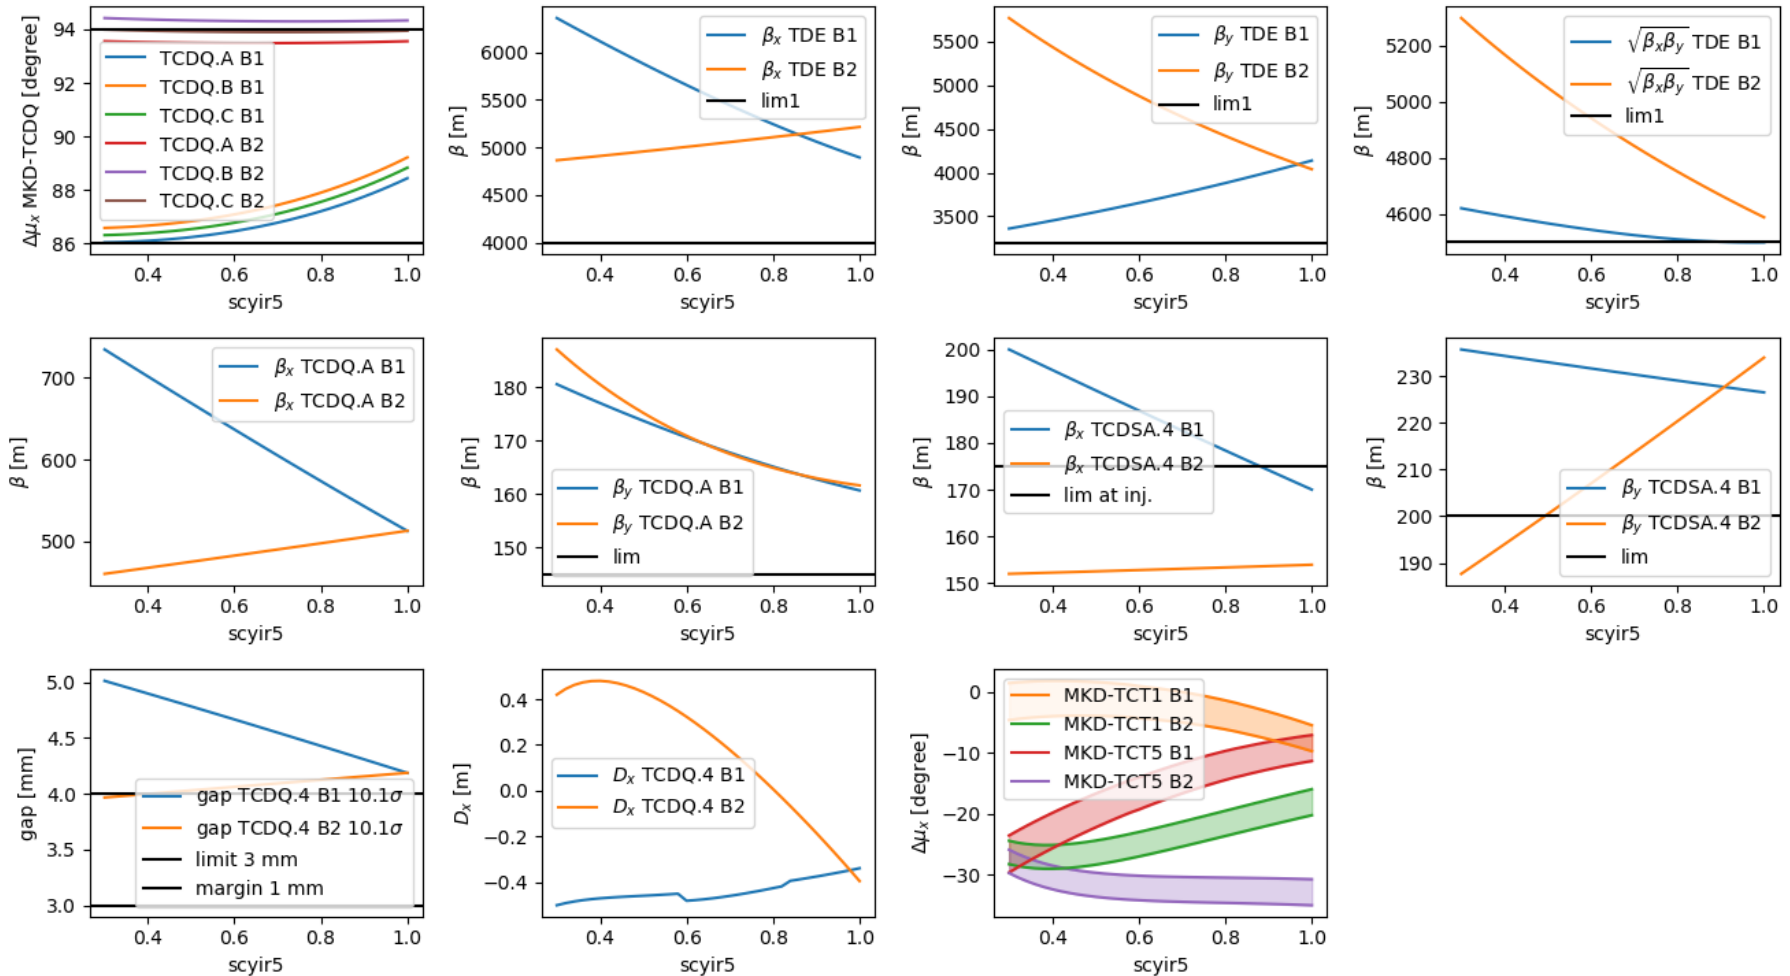 Δμx MKD-TCDQ [degree]
94
92
90
88
86
TCDQ.A B1
TCDQ.B B1
TCDQ.C B1
TCDQ.A B2
TCDQ.B B2
TCDQ.C B2
0.4 0.6 0.8 1.0
scyir5
β [m]
6000
5500
5000
4500
4000
βx TDE B1
βx TDE B2
lim1
0.4 0.6 0.8 1.0
scyir5
β [m]
5500
5000
4500
4000
3500
βy TDE B1
βy TDE B2
lim1
0.4 0.6 0.8 1.0
scyir5
β [m]
5200
5000
4800
4600
√βxβy TDE B1
√βxβy TDE B2
lim1
0.4 0.6 0.8 1.0
scyir5
β [m]
700
600
500
βx TCDQ.A B1
βx TCDQ.A B2
0.4 0.6 0.8 1.0
scyir5
β [m]
180
170
160
150
βy TCDQ.A B1
βy TCDQ.A B2
lim
0.4 0.6 0.8 1.0
scyir5
β [m]
200
190
180
170
160
150
βx TCDSA.4 B1
βx TCDSA.4 B2
lim at inj.
0.4 0.6 0.8 1.0
scyir5
β [m]
230
220
210
200
190
βy TCDSA.4 B1
βy TCDSA.4 B2
lim
0.4 0.6 0.8 1.0
scyir5
gap [mm]
5.0
4.5
4.0
3.5
3.0
gap TCDQ.4 B1 10.1σ
gap TCDQ.4 B2 10.1σ
limit 3 mm
margin 1 mm
0.4 0.6 0.8 1.0
scyir5
Dx [m]
0.4
0.2
0.0
−0.2
−0.4
Dx TCDQ.4 B1
Dx TCDQ.4 B2
0.4 0.6 0.8 1.0
scyir5
Δμx [degree]
0
−10
−20
−30
MKD-TCT1 B1
MKD-TCT1 B2
MKD-TCT5 B1
MKD-TCT5 B2
0.4 0.6 0.8 1.0
scyir5